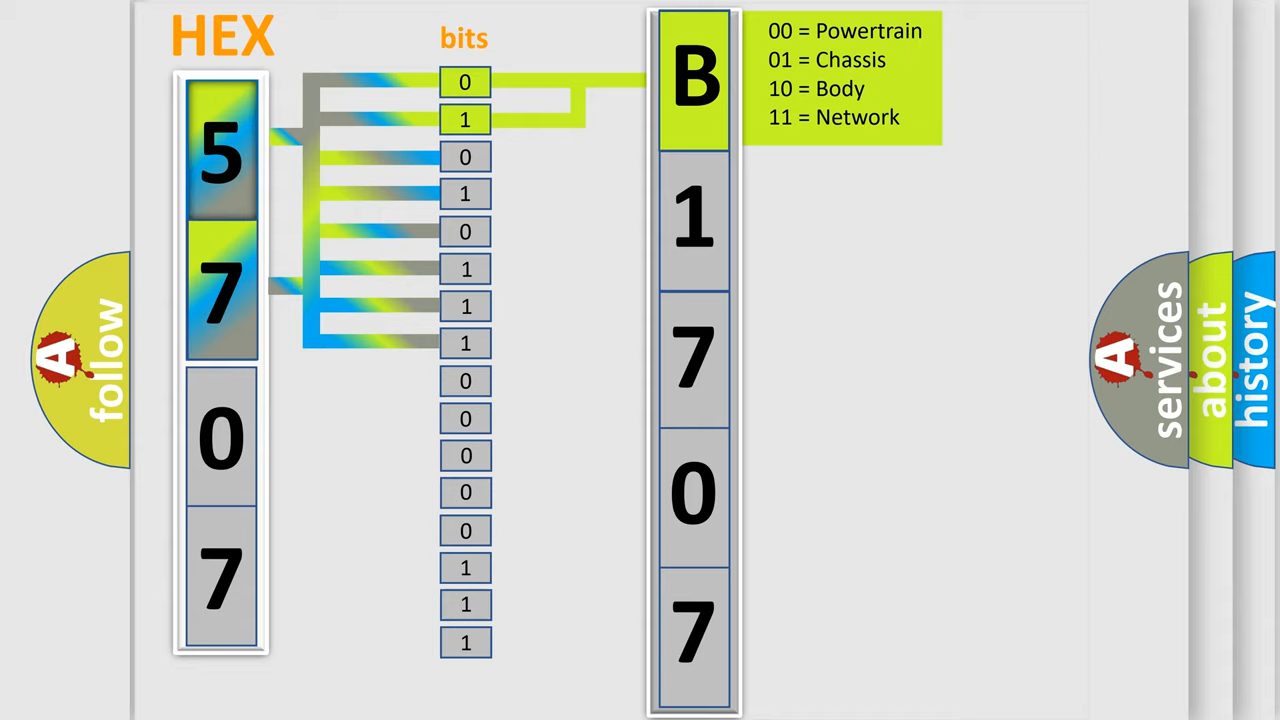 HEX
bits
5
7
0
7
0
1
0
1
0
1
1
1
0
0
0
0
0
1
1
1
B
1
7
0
7
00 = Powertrain
01 = Chassis
10 = Body
11 = Network
A
follow
A
services
about
history